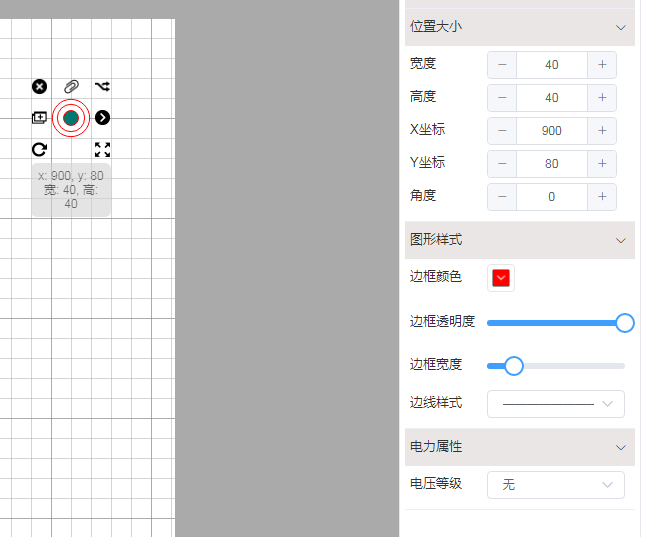 x: 900, y: 80
宽: 40, 高:
40
位置大小
宽度 － 40 ＋
高度 － 40 ＋
X坐标 － 900 ＋
Y坐标 － 80 ＋
角度 － 0 ＋
图形样式
边框颜色
边框透明度
边框宽度
边线样式
电力属性
电压等级 无